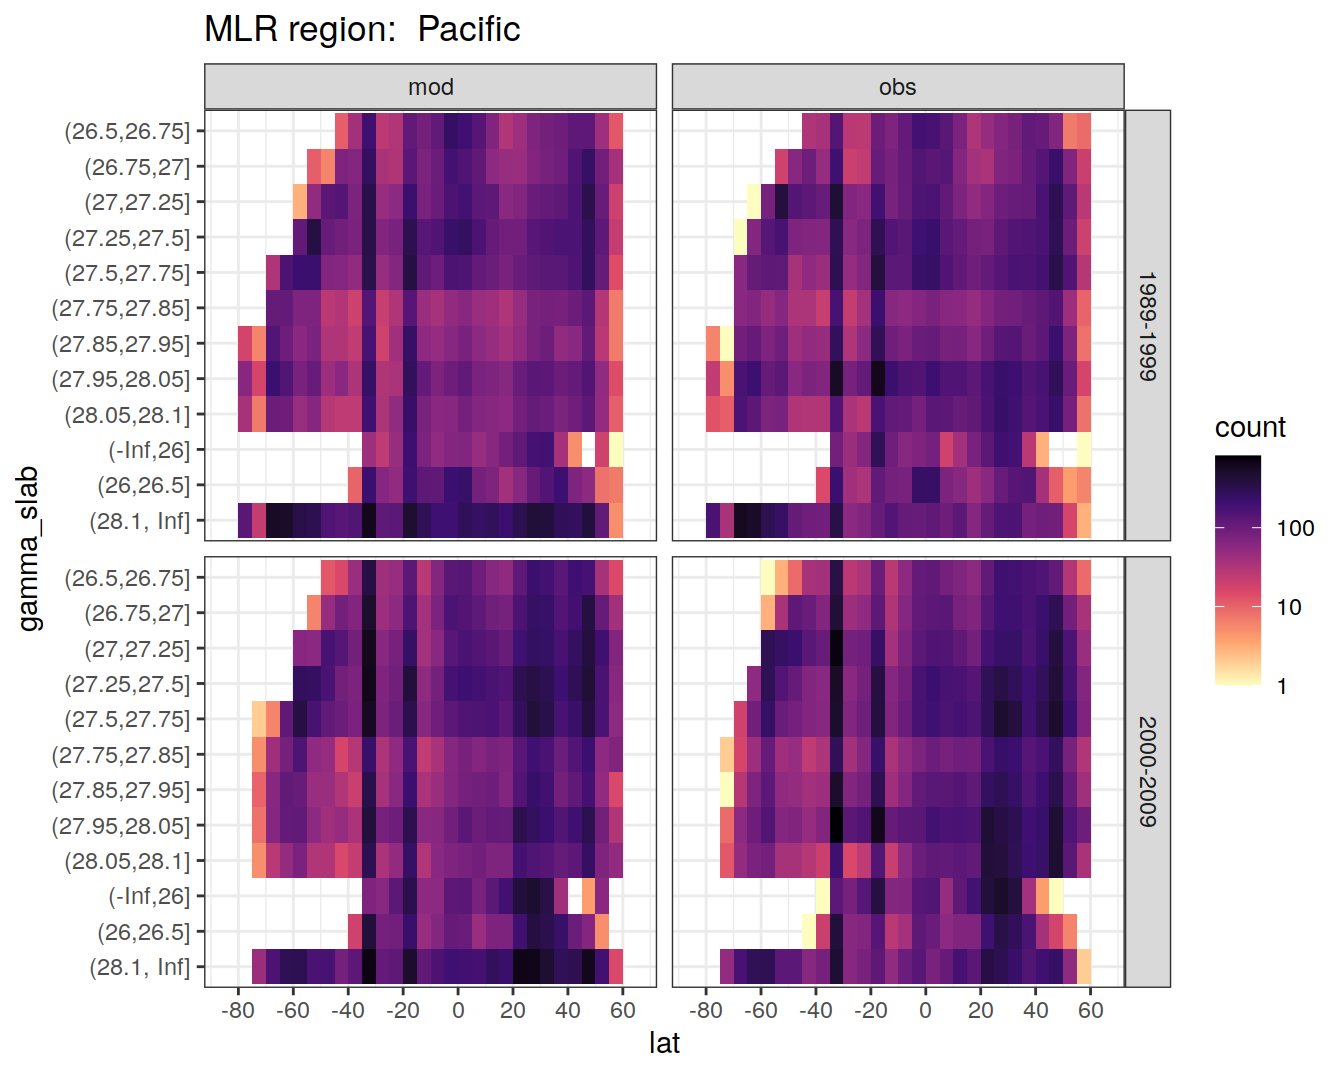 MLR region:  Pacific
mod
obs
(26.5,26.75]
(26.75,27]
(27,27.25]
(27.25,27.5]
(27.5,27.75]
(27.75,27.85]
(27.85,27.95]
(27.95,28.05]
(28.05,28.1]
(-Inf,26]
(26,26.5]
(28.1, Inf]
1989-1999
(26.5,26.75]
(26.75,27]
(27,27.25]
(27.25,27.5]
(27.5,27.75]
(27.75,27.85]
(27.85,27.95]
(27.95,28.05]
(28.05,28.1]
(-Inf,26]
(26,26.5]
(28.1, Inf]
2000-2009
gamma_slab
-80 -60 -40 -20 0 20 40 60
-80 -60 -40 -20 0 20 40 60
lat
count
100
10
1